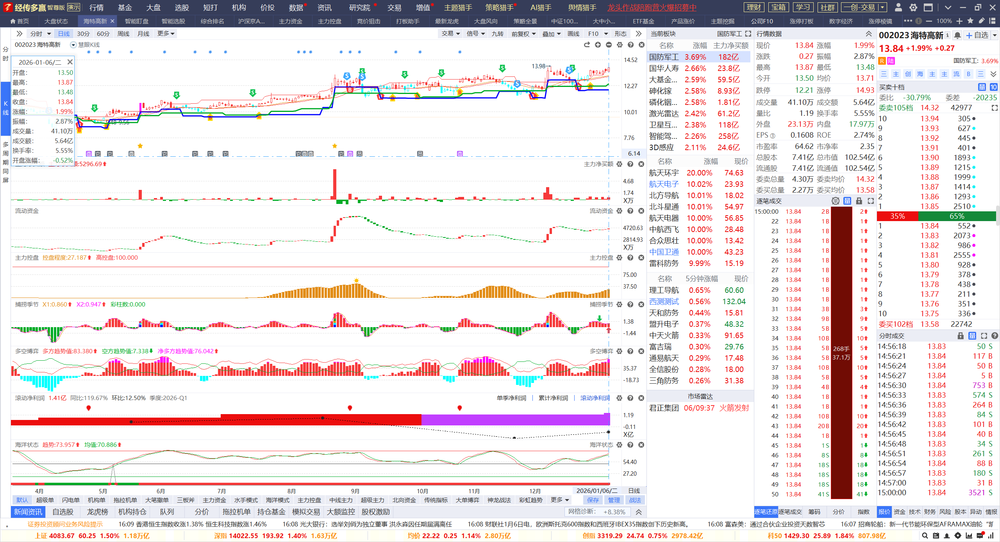 经传多赢 智尊版 演示 行情 基金 大盘 选股 短打 机构 价投 数据 资讯 研究院 交易 增值 主题猎手 策略猎手 AI猎手 舆情猎手 龙头作战陪跑营火爆招募中 理财 宝箱 学习 社群 一创-交易
首页 大盘状态 海特高新 智能盯盘 智能选股 综合排名 沪深京A... 主力资金 主力控盘 竞价狙击 打板助手 最新龙虎 大盘风向 策略全景 中证100... 大中小... ETF基金 产品涨价 主题挖掘 公司F10 涨停打板 数字经济 涨停棱镜 100%
分时 日线 30分 60分 周线 月线 更多 交易 信号 九转 前复权 叠加 画线 F10 形态
分时
K线
多周期同屏
002023 海特高新 慧眼K线
2026-01-06/二
开盘: 13.50
最高: 13.87
最低: 13.48
收盘: 13.84
涨幅: 1.99%
振幅: 2.87%
成交量: 41.10万
成交额: 5.64亿
换手率: 5.55%
开盘涨幅: -0.52%
13.98
9.48-9.56
14.52
12.27
10.01
7.76
6.14
:5296.69 主力净买额
4.68
1.74
X万
流动资金 流动资金
4720.63
2814.93
X万
主力控盘 控盘程度:27.187 高控盘:100.000 主力控盘
75.00
37.50
捕捞季节 X1:0.860 X2:0.947 彩柱数:0.000 捕捞季节
1.38
-1.44
多空博弈 多方趋势值:83.380 空方趋势值:7.338 净多方趋势值:76.042 多空博弈
35.37
-18.73
滚动净利润 1.41亿 同比:119.67% 环比:12.50% 季度:2026-Q1 单季净利润 | 累计净利润 | 滚动净利润
1.19
-0.11
X亿
海洋状态 趋势:73.957 均值:70.886 海洋状态
54.40
27.20
4月 5月 6月 7月 8月 9月 10月 11月 12月 2026/01/06/二 日线
默认 超级单 闪电单 机构单 拖拉机单 大笔撤单 三板斧 主力资金 水手模式 海洋模式 主力控盘 中线主力 超级主力 北向资金 传统指标 大单博弈 神龙战法 彩虹趋势 更多 保存 管理 战法
新闻资讯 自选股 龙虎榜 机构持仓 队列 分价 拖拉机单 持仓基金 模拟交易 大额监控 股权激励 网格诊断: +8.38%
当前板块 国防军工
名称 涨幅 主力净买额
国防军工 3.69% 182亿
国华人寿 2.66% 23.8亿
大基金... 2.59% 59.5亿
砷化镓 2.58% 8.93亿
磷化铟... 2.58% 1.81亿
激光雷达 2.42% 61.2亿
卫星互... 2.38% 118亿
智能驾... 2.26% 258亿
3D感应 2.11% 24.6亿
名称 涨幅 现价
航天环宇 20.00% 74.63
航天电子 10.02% 23.93
北方导航 10.01% 18.02
北斗星通 10.01% 54.97
航天电器 10.00% 56.85
中航西飞 10.00% 28.48
合众思壮 10.00% 13.42
中国卫通 10.00% 43.23
雷科防务 9.99% 15.19
名称 5分钟涨幅 现价
理工导航 0.65% 60.60
西测测试 0.56% 132.04
天和防务 0.44% 15.81
盟升电子 0.37% 48.32
中天火箭 0.33% 91.65
富吉瑞 0.30% 29.76
通易航天 0.29% 17.48
全信股份 0.28% 18.00
三角防务 0.26% 31.38
市场雷达
君正集团 06/09:37 火箭发射
行情数据
现价 13.84 涨幅 1.99%
涨跌 0.27 振幅 2.87%
最高 13.87 最低 13.48
今开 13.50 均价 13.71
跌停 12.21 涨停 14.93
成交量 41.10万 成交额 5.64亿
量比 1.19 换手率 5.55%
外盘 23.13万 内盘 17.97万
EPS③ 0.1608 ROE 2.74%
市盈率 64.62 市净率 2.35
总股本 7.41亿 总市值 102.54亿
流通股 7.41亿 流通值 102.54亿
委卖总量 4.30万 委卖均价 14.32
委买总量 2.27万 委买均价 13.58
逐笔成交 单 量
15:00:00 13.84 2B 2
22 13.84 1B 1
23 13.84 1B 1
24 13.84 1B 1
25 13.84 1B 1
26 13.84 1B 1
27 13.84 1B 1
28 13.84 1B 1
29 13.84 1B 1
30 13.84 1B 1
31 13.84 3B 3
32 13.84 9B 9
33 13.84 5B 5
34 13.84 10B 10
35 13.84 5B 5
36 13.84 5B 5
37 13.84 10B 10
38 13.84 5B 5
39 13.84 4B 4
40 13.84 1B 1
41 13.84 1B 1
42 13.84 10B 10
43 13.84 20B 20
44 13.84 1B 1
45 13.84 1S 1
46 13.84 8S 8
47 13.84 18S 18
48 13.84 18S 18
49 13.84 18S 18
50 13.84 41S 41
268手
37.1万
逐笔还原 逐笔成交 筹码 分价 指数
002023 海特高新 自选
13.84 +1.99% +0.27
R 陆 国防军工: 3.69%
三 主 创 海 主 主 流 B 三
买卖十档 量 10
委比 -30.79% 委差 -20235
委卖105档 14.32 42977
10 13.94 305
9 13.93 627
8 13.92 445
7 13.91 401
6 13.90 1893
5 13.89 1215
4 13.88 1999
3 13.87 1414
2 13.86 1293
1 13.85 2510
35% 65%
1 13.84 552
2 13.83 2073
3 13.82 986
4 13.81 2555
5 13.80 928
6 13.79 378
7 13.78 438
8 13.77 211
9 13.76 351
10 13.75 336
委买102档 13.58 22742
分时成交 量
14:56:18 13.83 50 S
14:56:21 13.84 117 B
14:56:24 13.84 50 B
14:56:27 13.84 5 B
14:56:30 13.84 753 B
14:56:33 13.83 574 S
14:56:36 13.84 264 B
14:56:39 13.83 84 S
14:56:42 13.83 101 B
14:56:45 13.84 40 B
14:56:48 13.83 34 S
14:56:51 13.83 261 S
14:56:54 13.84 88 B
14:56:57 13.83 180 S
14:57:00 13.83 31 B
15:00:00 13.84 3521 S
报价 资金 技术 财务 风险 股本 异动 情报
。 证券投资顾问业务风险提示 16:09 香港恒生指数收涨1.38% 恒生科技指数涨1.46% 16:08 光大银行：选举刘俏为独立董事 洪永淼因任期届满离任 16:08 财联社1月6日电，欧洲斯托克600指数和西班牙IBEX35指数创下历史新高。 16:08 富森美：通过合伙企业投资天数智芯 16:07 招商轮船：新一代节能环保型AFRAMAX油轮“凯
上证 4083.67 60.25 1.50% 1.18万亿 深指 14022.55 193.92 1.40% 1.63万亿 均价 22.22 0.25 1.14% 2.80万亿 创指 3319.29 24.74 0.75% 2978.42亿 科50 1429.30 25.89 1.84% 807.98亿